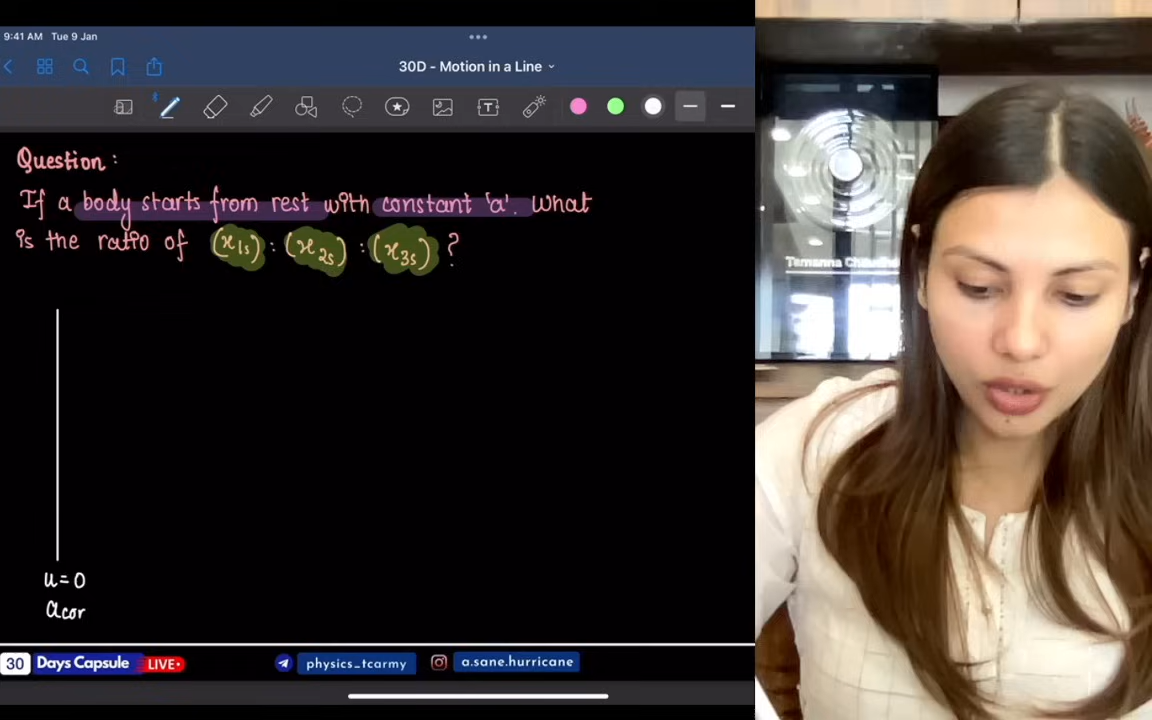 9:41 AM Tue 9 Jan
30D - Motion in a Line
Question :
If a body starts from rest with constant 'a'. What
is the ratio of (x1s) : (x2s) : (x3s) ?
u = 0
acor
30 Days Capsule LIVE
physics_tcarmy
a.sane.hurricane